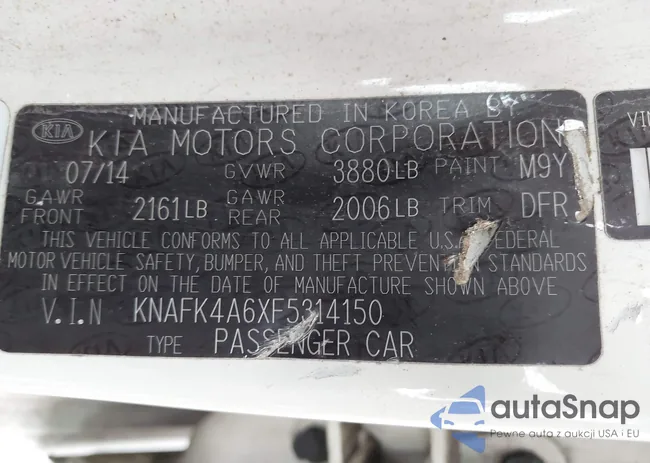 MANUFACTURED IN KOREA BY
KIA KIA MOTORS CORPORATION
07/14 GVWR 3880LB PAINT M9Y
GAWR FRONT 2161LB GAWR REAR 2006LB TRIM DFR
THIS VEHICLE CONFORMS TO ALL APPLICABLE U.S. FEDERAL
MOTOR VEHICLE SAFETY, BUMPER, AND THEFT PREVENTION STANDARDS
IN EFFECT ON THE DATE OF MANUFACTURE SHOWN ABOVE
V.I.N KNAFK4A6XF5314150
TYPE PASSENGER CAR
VI
autoSnap
Pewne auta z aukcji USA i EU